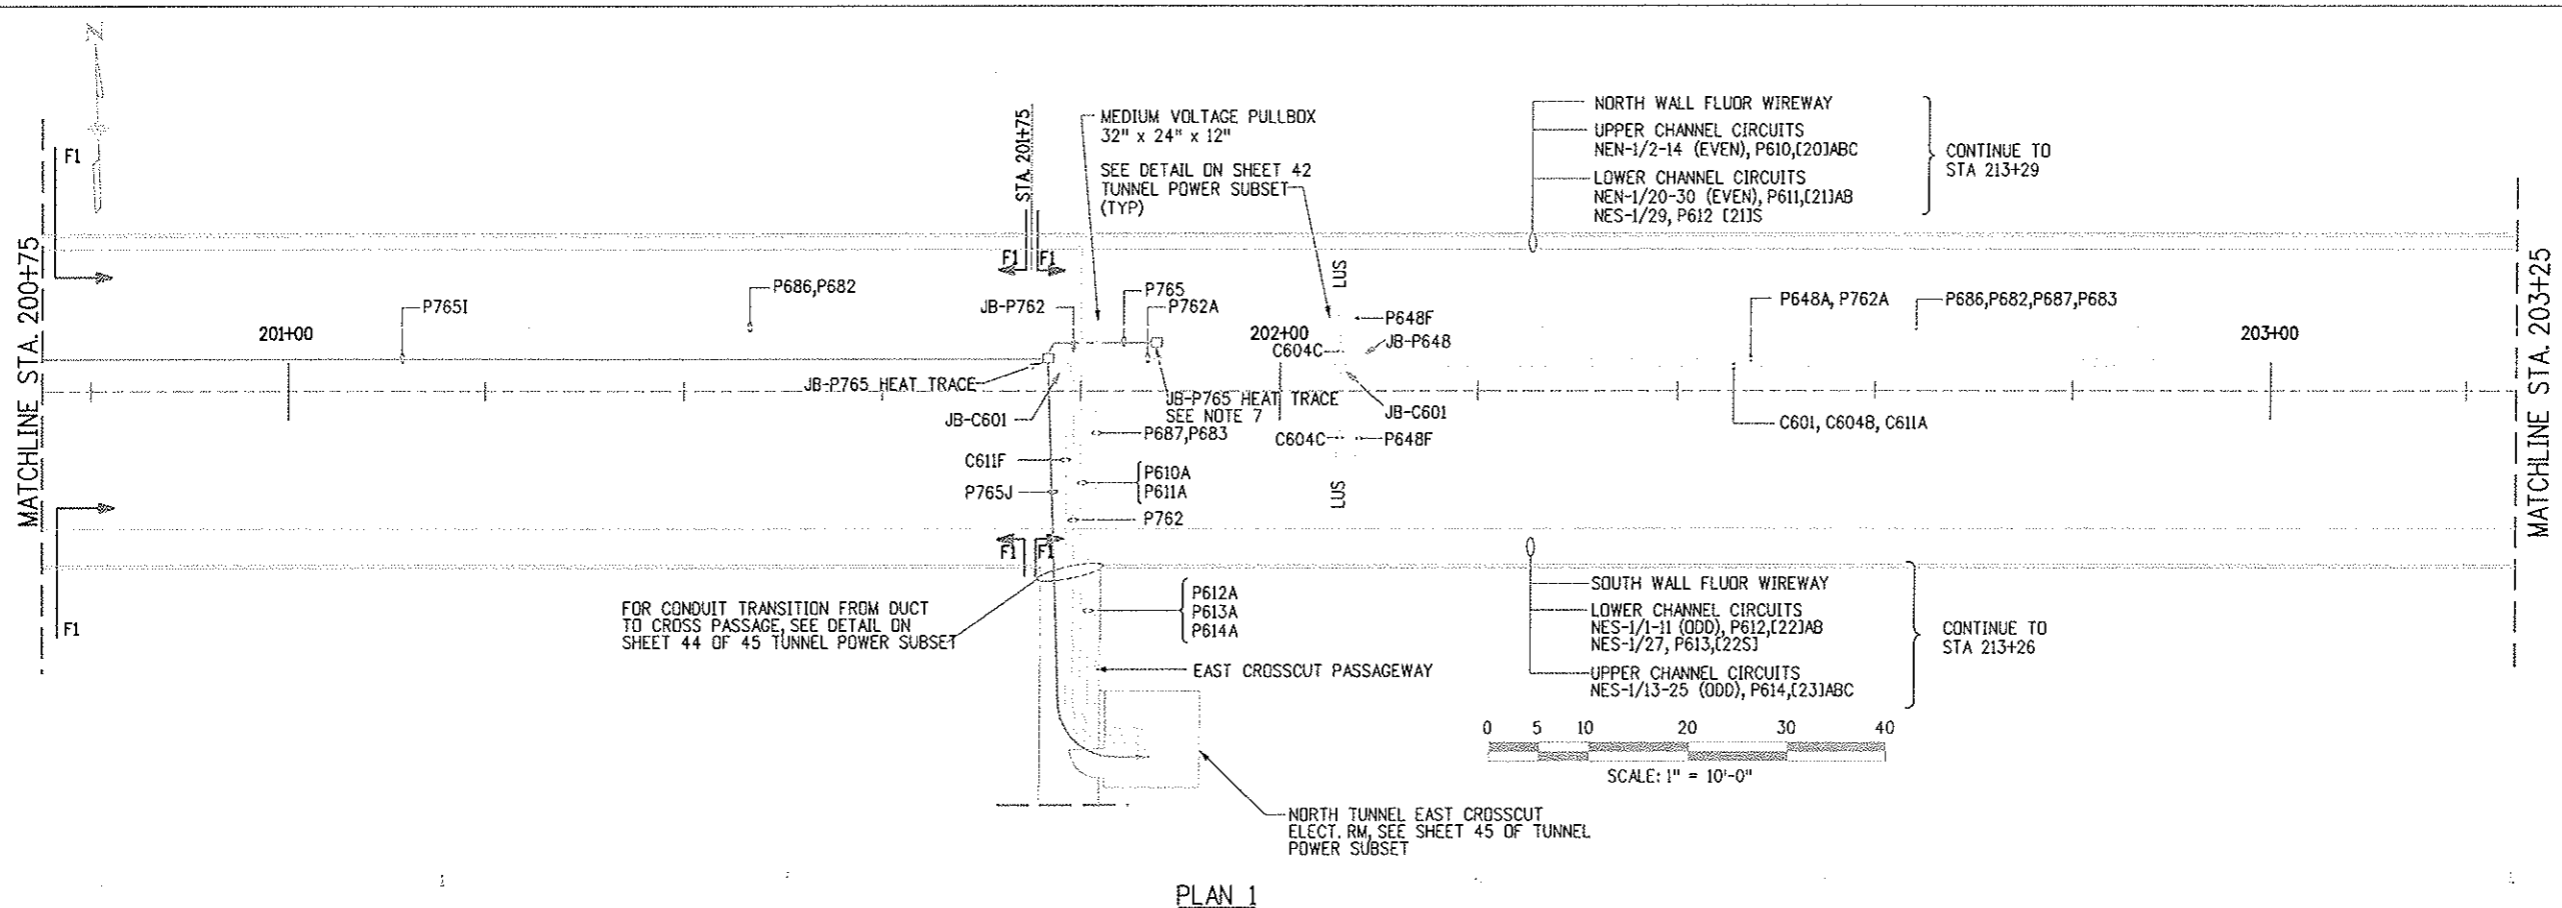 N
MATCHLINE STA. 200+75
F1
F1
201+00
P765I
P686,P682
STA. 201+75
F1
F1
MEDIUM VOLTAGE PULLBOX
32" x 24" x 12"
SEE DETAIL ON SHEET 42
TUNNEL POWER SUBSET
(TYP)
JB-P762
P765
P762A
JB-P765 HEAT TRACE
JB-P765 HEAT TRACE
SEE NOTE 7
JB-C601
P687,P683
C611F
P610A
P611A
P765J
P762
F1
F1
LUS
202+00
C604C
P648F
JB-P648
JB-C601
C604C
P648F
LUS
NORTH WALL FLUOR WIREWAY
UPPER CHANNEL CIRCUITS
NEN-1/2-14 (EVEN), P610,[20]ABC
LOWER CHANNEL CIRCUITS
NEN-1/20-30 (EVEN), P611,[21]AB
NES-1/29, P612 [21]S
CONTINUE TO
STA 213+29
P648A, P762A
P686,P682,P687,P683
203+00
C601, C604B, C611A
MATCHLINE STA. 203+25
FOR CONDUIT TRANSITION FROM DUCT
TO CROSS PASSAGE, SEE DETAIL ON
SHEET 44 OF 45 TUNNEL POWER SUBSET
P612A
P613A
P614A
EAST CROSSCUT PASSAGEWAY
SOUTH WALL FLUOR WIREWAY
LOWER CHANNEL CIRCUITS
NES-1/1-11 (ODD), P612,[22]AB
NES-1/27, P613,[22S]
UPPER CHANNEL CIRCUITS
NES-1/13-25 (ODD), P614,[23]ABC
CONTINUE TO
STA 213+26
0 5 10 20 30 40
SCALE: 1" = 10'-0"
NORTH TUNNEL EAST CROSSCUT
ELECT. RM, SEE SHEET 45 OF TUNNEL
POWER SUBSET
PLAN 1